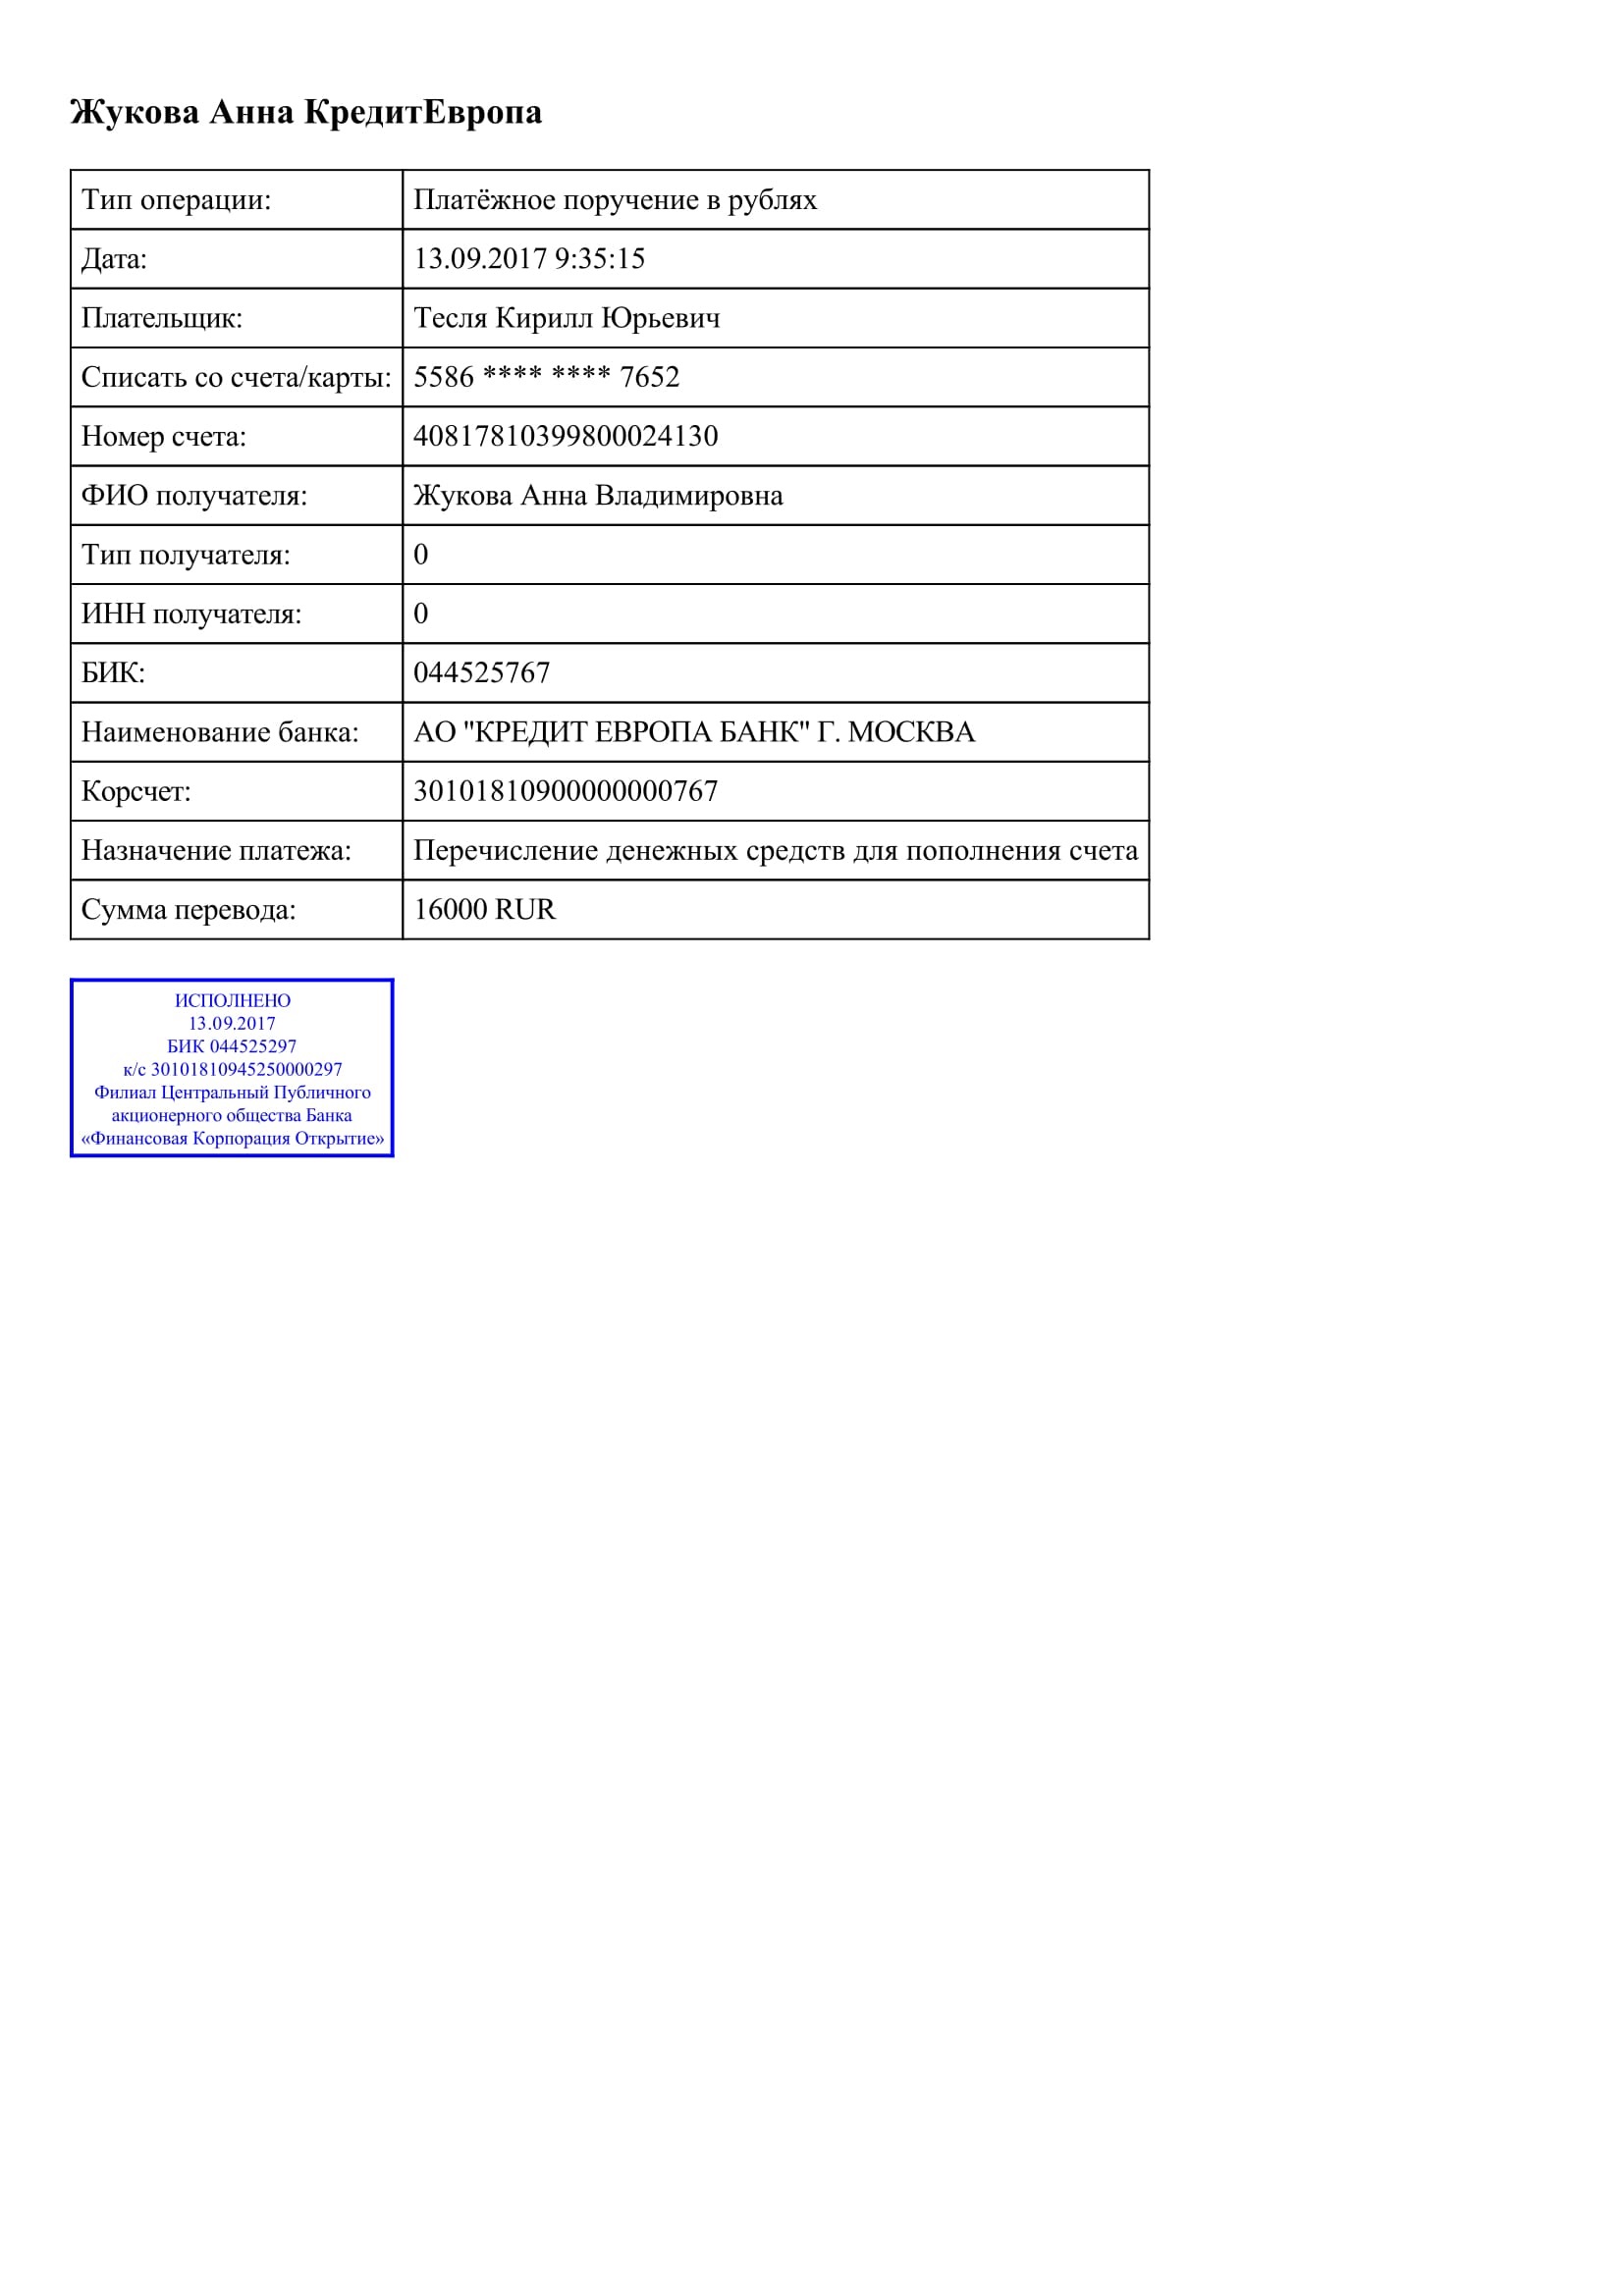 Жукова Анна КредитЕвропа
Тип операции: Платёжное поручение в рублях
Дата: 13.09.2017 9:35:15
Плательщик: Тесля Кирилл Юрьевич
Списать со счета/карты: 5586 **** **** 7652
Номер счета: 40817810399800024130
ФИО получателя: Жукова Анна Владимировна
Тип получателя: 0
ИНН получателя: 0
БИК: 044525767
Наименование банка: АО "КРЕДИТ ЕВРОПА БАНК" Г. МОСКВА
Корсчет: 30101810900000000767
Назначение платежа: Перечисление денежных средств для пополнения счета
Сумма перевода: 16000 RUR
ИСПОЛНЕНО
13.09.2017
БИК 044525297
к/с 30101810945250000297
Филиал Центральный Публичного
акционерного общества Банка
«Финансовая Корпорация Открытие»